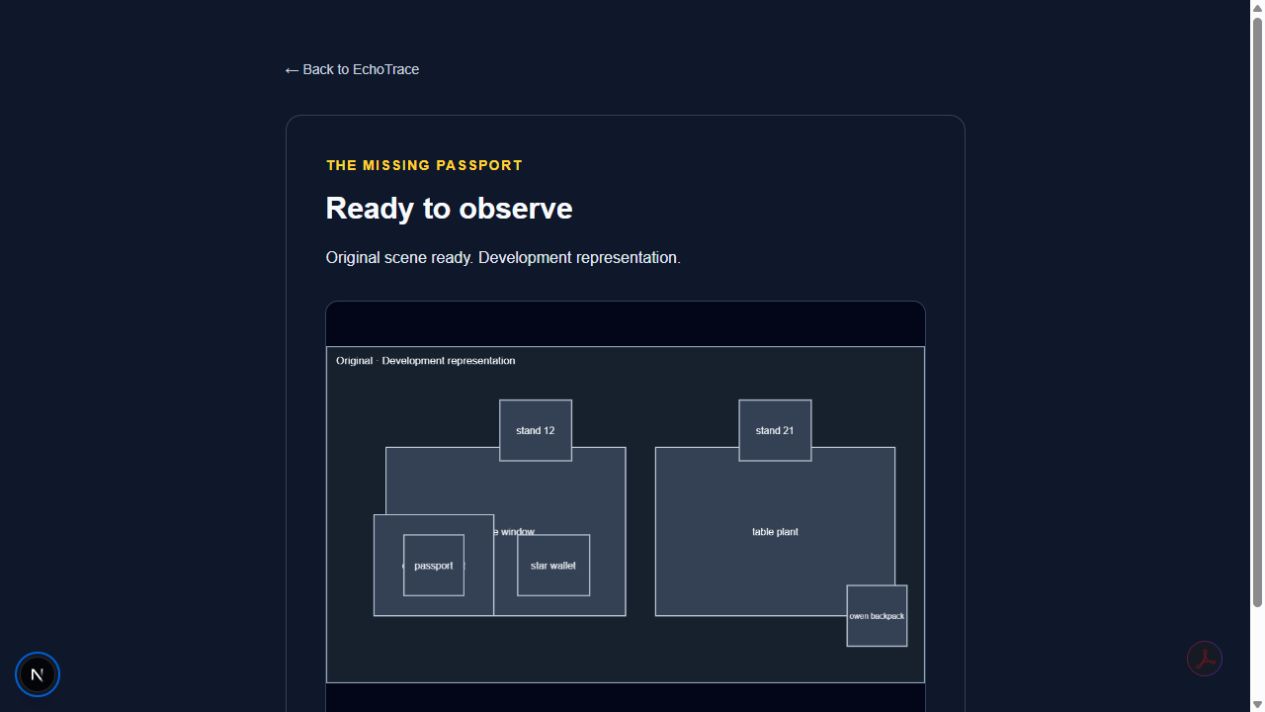 ← Back to EchoTrace
THE MISSING PASSPORT
Ready to observe
Original scene ready. Development representation.
Original · Development representation
stand 12
stand 21
window
table plant
passport
star wallet
owen backpack
N